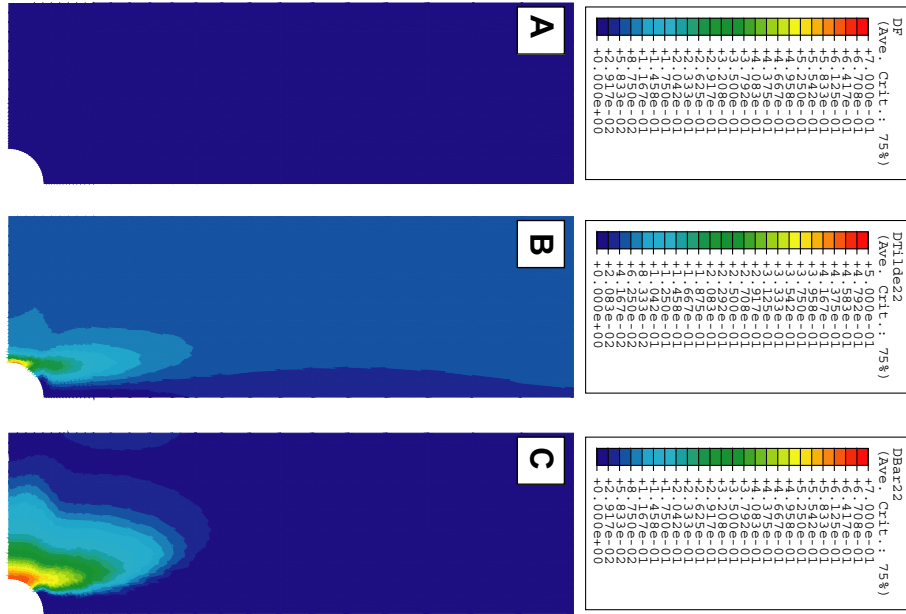 A
DF
(Ave. Crit.: 75%)
+7.000e-01
+6.708e-01
+6.417e-01
+6.125e-01
+5.833e-01
+5.542e-01
+5.250e-01
+4.958e-01
+4.667e-01
+4.375e-01
+4.083e-01
+3.792e-01
+3.500e-01
+3.208e-01
+2.917e-01
+2.625e-01
+2.333e-01
+2.042e-01
+1.750e-01
+1.458e-01
+1.167e-01
+8.750e-02
+5.833e-02
+2.917e-02
+0.000e+00
B
DTilde22
(Ave. Crit.: 75%)
+5.000e-01
+4.792e-01
+4.583e-01
+4.375e-01
+4.167e-01
+3.958e-01
+3.750e-01
+3.542e-01
+3.333e-01
+3.125e-01
+2.917e-01
+2.708e-01
+2.500e-01
+2.292e-01
+2.083e-01
+1.875e-01
+1.667e-01
+1.458e-01
+1.250e-01
+1.042e-01
+8.333e-02
+6.250e-02
+4.167e-02
+2.083e-02
+0.000e+00
C
DBar22
(Ave. Crit.: 75%)
+7.000e-01
+6.708e-01
+6.417e-01
+6.125e-01
+5.833e-01
+5.542e-01
+5.250e-01
+4.958e-01
+4.667e-01
+4.375e-01
+4.083e-01
+3.792e-01
+3.500e-01
+3.208e-01
+2.917e-01
+2.625e-01
+2.333e-01
+2.042e-01
+1.750e-01
+1.458e-01
+1.167e-01
+8.750e-02
+5.833e-02
+2.917e-02
+0.000e+00